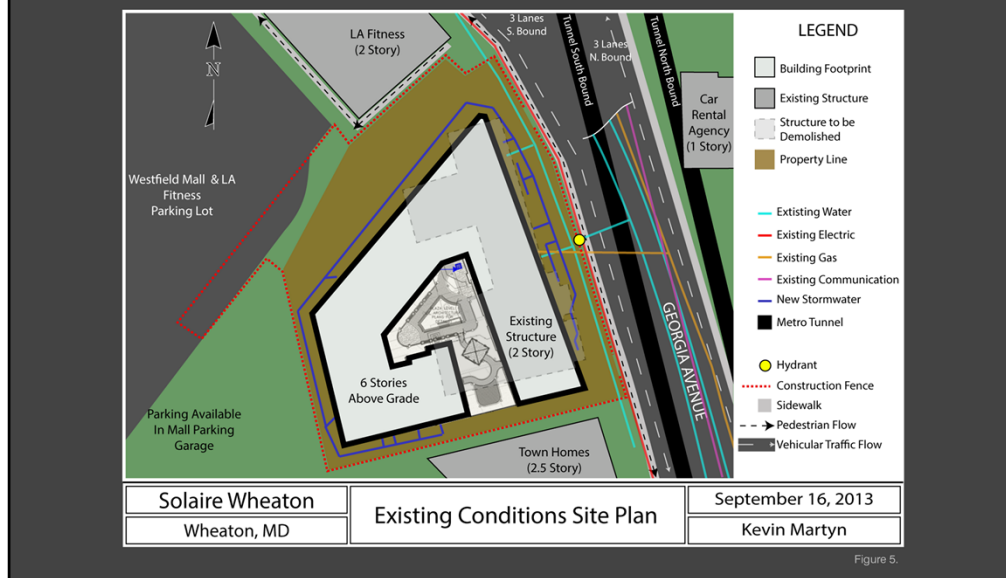 LA Fitness
(2 Story)
3 Lanes
S. Bound
Tunnel South Bound
3 Lanes
N. Bound
Tunnel North Bound
Car
Rental
Agency
(1 Story)
N
Westfield Mall & LA
Fitness
Parking Lot
Existing
Structure
(2 Story)
6 Stories
Above Grade
GEORGIA AVENUE
Parking Available
In Mall Parking
Garage
Town Homes
(2.5 Story)
LEGEND
Building Footprint
Existing Structure
Structure to be
Demolished
Property Line
Extisting Water
Existing Electric
Existing Gas
Existing Communication
New Stormwater
Metro Tunnel
Hydrant
Construction Fence
Sidewalk
Pedestrian Flow
Vehicular Traffic Flow
Solaire Wheaton
Wheaton, MD
Existing Conditions Site Plan
September 16, 2013
Kevin Martyn
Figure 5.